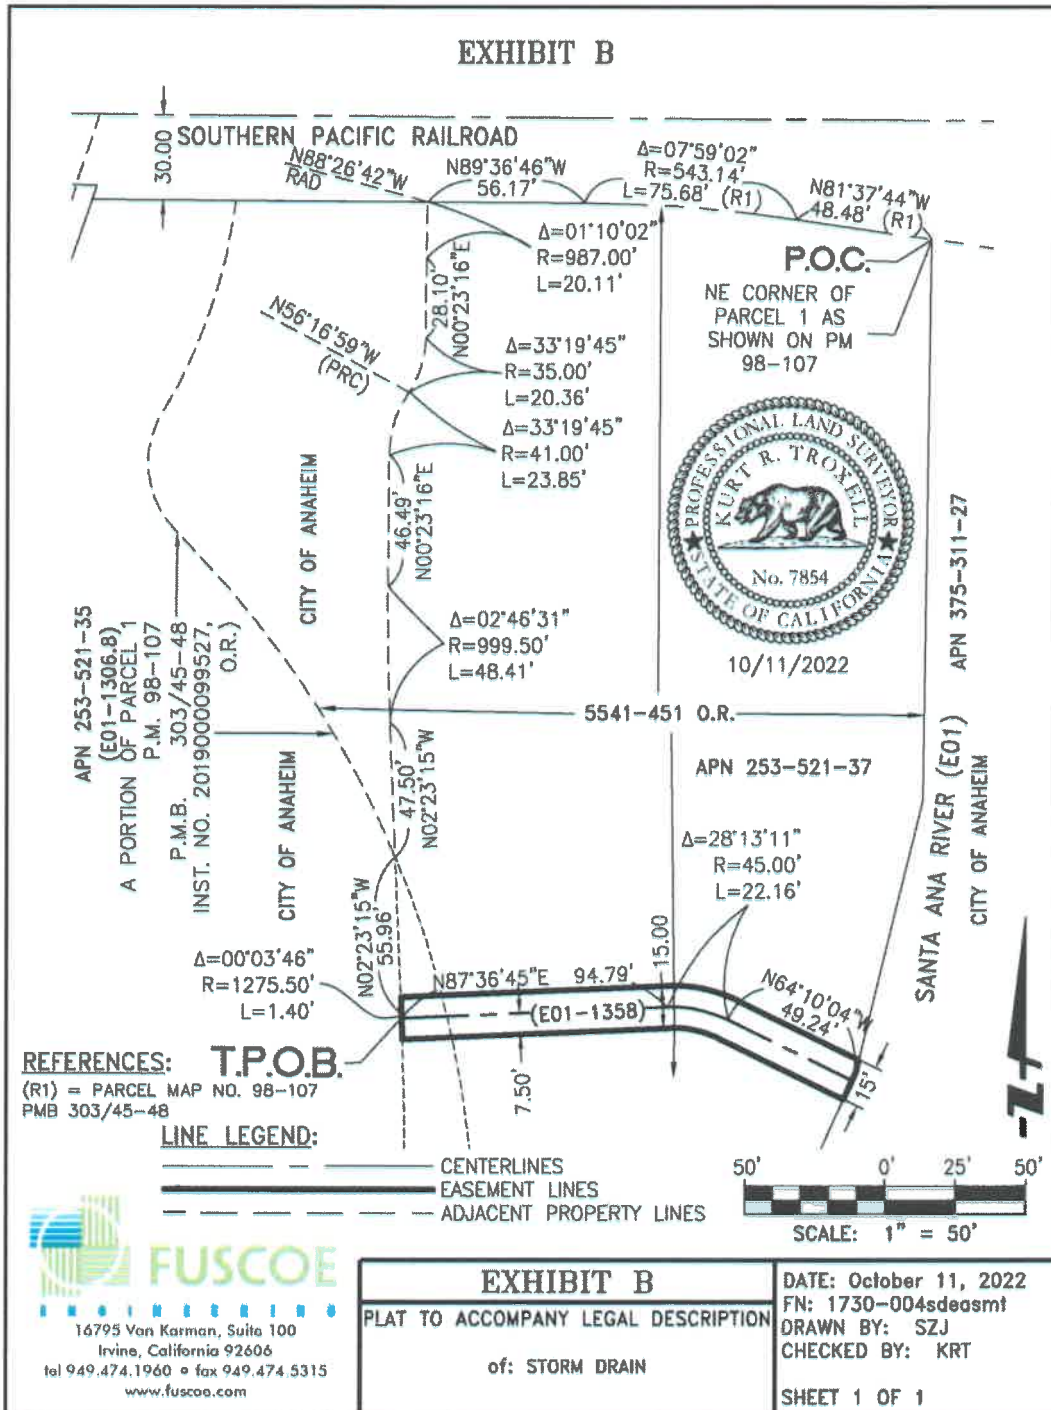 EXHIBIT B
30.00
SOUTHERN PACIFIC RAILROAD
N88°26'42"W
RAD
N89°36'46"W
56.17'
Δ=07°59'02"
R=543.14'
L=75.68' (R1)
N81°37'44"W
48.48' (R1)
P.O.C.
NE CORNER OF
PARCEL 1 AS
SHOWN ON PM
98-107
Δ=01°10'02"
R=987.00'
L=20.11'
28.10'
N00°23'16"E
N56°16'59"W
(PRC)
Δ=33°19'45"
R=35.00'
L=20.36'
Δ=33°19'45"
R=41.00'
L=23.85'
46.49'
N00°23'16"E
CITY OF ANAHEIM
PROFESSIONAL LAND SURVEYOR
KURT R. TROXELL
No. 7854
STATE OF CALIFORNIA
10/11/2022
APN 375-311-27
Δ=02°46'31"
R=999.50'
L=48.41'
5541-451 O.R.
APN 253-521-37
APN 253-521-35
(E01-1306.8)
A PORTION OF PARCEL 1
P.M. 98-107
P.M.B. 303/45-48
INST. NO. 2019000099527,
O.R.)
CITY OF ANAHEIM
47.50'
N02°23'15"W
SANTA ANA RIVER (E01)
CITY OF ANAHEIM
Δ=28°13'11"
R=45.00'
L=22.16'
N02°23'15"W
55.96'
15.00
Δ=00°03'46"
R=1275.50'
L=1.40'
N87°36'45"E 94.79'
(E01-1358)
N64°10'04"W
49.24'
7.50'
15'
T.P.O.B.
REFERENCES:
(R1) = PARCEL MAP NO. 98-107
PMB 303/45-48
LINE LEGEND:
CENTERLINES
EASEMENT LINES
ADJACENT PROPERTY LINES
Z
50' 0' 25' 50'
SCALE: 1" = 50'
FUSCOE
ENGINEERING
16795 Von Karman, Suite 100
Irvine, California 92606
tel 949.474.1960 ° fax 949.474.5315
www.fuscoe.com
EXHIBIT B
PLAT TO ACCOMPANY LEGAL DESCRIPTION
of: STORM DRAIN
DATE: October 11, 2022
FN: 1730-004sdeasmt
DRAWN BY: SZJ
CHECKED BY: KRT
SHEET 1 OF 1